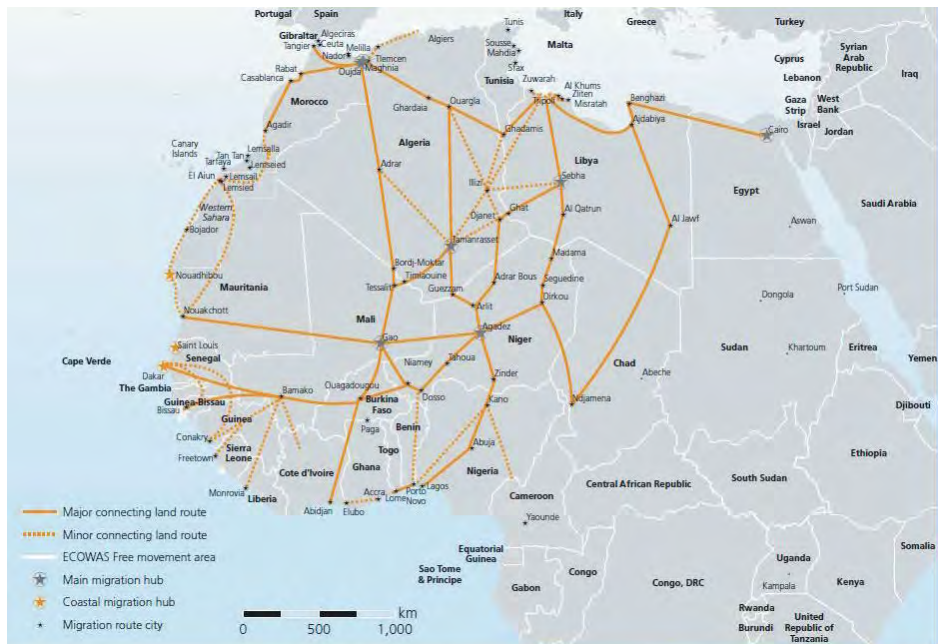 Portugal
Spain
Italy
Greece
Turkey
Gibraltar
Algeciras
Ceuta
Tangier
Nador
Melilla
Algiers
Tlemcen
Maghnia
Oujda
Tunis
Sousse
Mahdia
Sfax
Malta
Tunisia
Cyprus
Syrian
Arab
Republic
Lebanon
Iraq
Gaza
Strip
West
Bank
Israel
Jordan
Rabat
Casablanca
Morocco
Zuwarah
Tripoli
Al Khums
Zliten
Misratah
Benghazi
Ajdabiya
Cairo
Ghardaia
Ouargla
Ghadamis
Agadir
Algeria
Libya
Canary
Islands
Tan Tan
Lemsalla
Tarfaya
Lemseied
El Aiun
Lemsail
Lemsied
Adrar
Illizi
Sebha
Egypt
Saudi Arabia
Western
Sahara
Bojador
Djanet
Ghat
Al Qatrun
Al Jawf
Aswan
Tamanrasset
Nouadhibou
Mauritania
Bordj-Moktar
Timiaouine
Tessalit
Guezzam
Adrar Bous
Madama
Seguedine
Dirkou
Dongola
Port Sudan
Nouakchott
Mali
Arlit
Gao
Agadez
Niger
Chad
Sudan
Khartoum
Eritrea
Yemen
Cape Verde
Saint Louis
Senegal
Dakar
The Gambia
Guinea-Bissau
Bissau
Bamako
Ouagadougou
Niamey
Tahoua
Zinder
Abeche
Burkina
Faso
Dosso
Kano
Ndjamena
Djibouti
Guinea
Conakry
Freetown
Sierra
Leone
Paga
Benin
Togo
Ghana
Abuja
Nigeria
Ethiopia
Monrovia
Liberia
Cote d'Ivoire
Abidjan
Elubo
Accra
Lome
Porto
Novo
Lagos
Cameroon
Central African Republic
South Sudan
Yaounde
Equatorial
Guinea
Sao Tome
& Principe
Gabon
Congo
Congo, DRC
Uganda
Kampala
Kenya
Somalia
Rwanda
Burundi
United
Republic of
Tanzania
Major connecting land route
Minor connecting land route
ECOWAS Free movement area
Main migration hub
Coastal migration hub
Migration route city
km
0 500 1,000